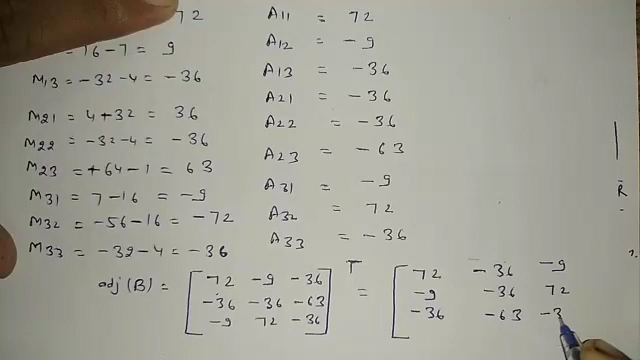 72 A11 = 72
= 16-7 = 9 A12 = -9
M13 = -32-4 = -36 A13 = -36
M21 = 4+32 = 36 A21 = -36
M22 = -32-4 = -36 A22 = -36
M23 = +64-1 = 63 A23 = -63
M31 = 7-16 = -9 A31 = -9
M32 = -56-16 = -72 A32 = 72
M33 = -32-4 = -36 A33 = -36
R
1.
adj (B) = [72 -9 -36]T = [72 -36 -9
-36 -36 -63 -9 -36 72
-9 72 -36 -36 -63 -3